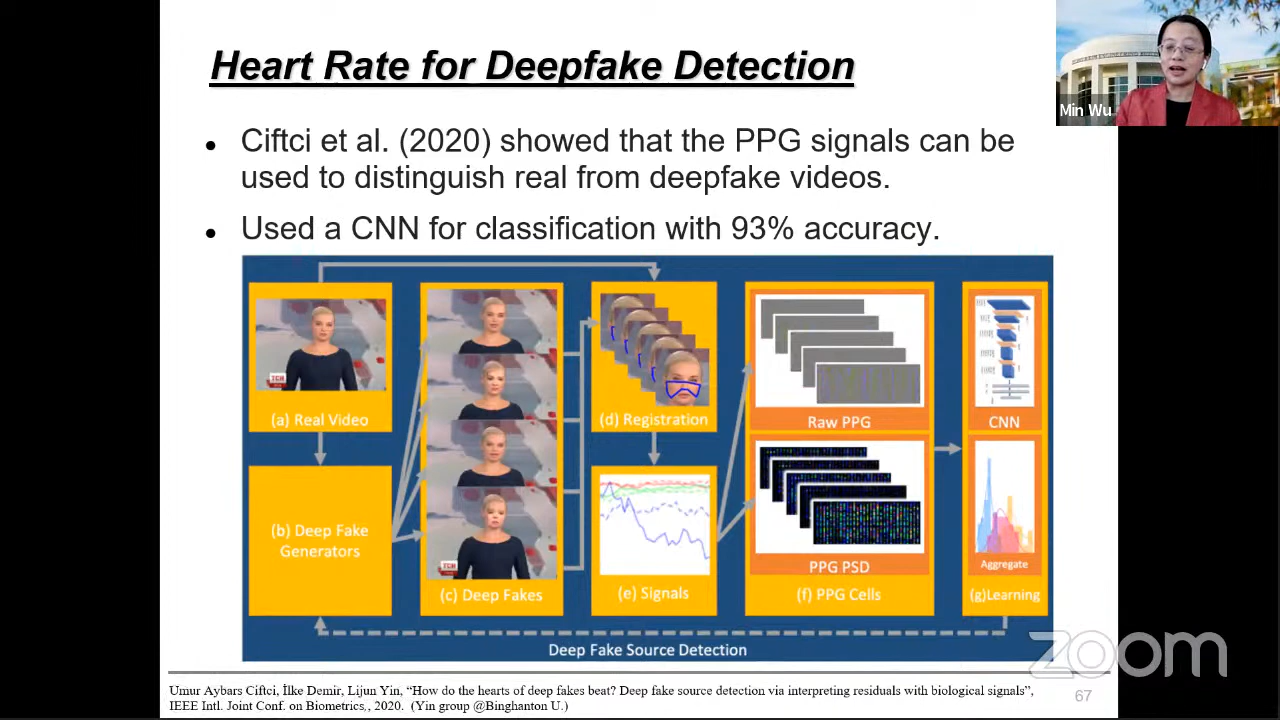 Heart Rate for Deepfake Detection
Min Wu
• Ciftci et al. (2020) showed that the PPG signals can be
used to distinguish real from deepfake videos.
• Used a CNN for classification with 93% accuracy.
(a) Real Video
(b) Deep Fake
Generators
(c) Deep Fakes
(d) Registration
(e) Signals
Raw PPG
PPG PSD
(f) PPG Cells
CNN
Aggregate
(g)Learning
Deep Fake Source Detection
zoom
Umur Aybars Ciftci, İlke Demir, Lijun Yin, “How do the hearts of deep fakes beat? Deep fake source detection via interpreting residuals with biological signals”,
IEEE Intl. Joint Conf. on Biometrics,, 2020. (Yin group @Binghanton U.)
67